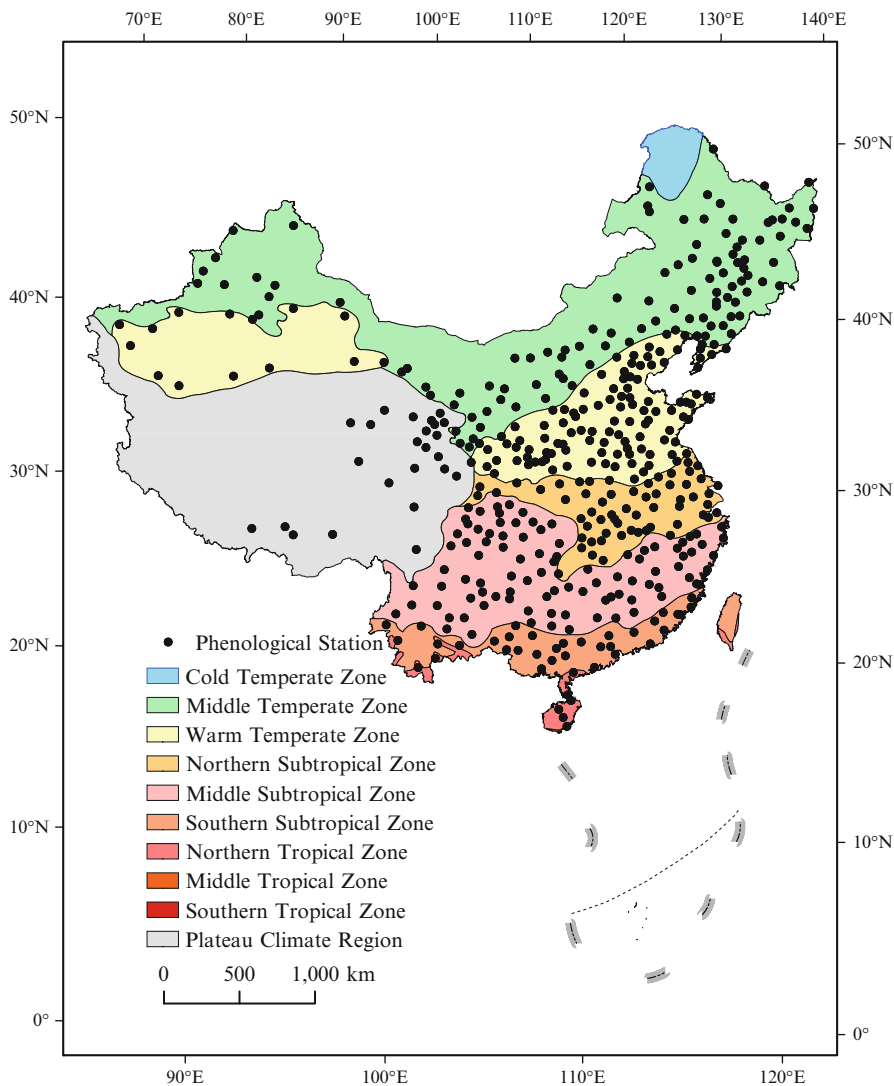 70°E 80°E 90°E 100°E 110°E 120°E 130°E 140°E
50°N 50°N
40°N 40°N
30°N 30°N
20°N 20°N
Phenological Station
Cold Temperate Zone
Middle Temperate Zone
Warm Temperate Zone
Northern Subtropical Zone
Middle Subtropical Zone
Southern Subtropical Zone
10°N 10°N
Northern Tropical Zone
Middle Tropical Zone
Southern Tropical Zone
Plateau Climate Region
0 500 1,000 km
0° 0°
90°E 100°E 110°E 120°E